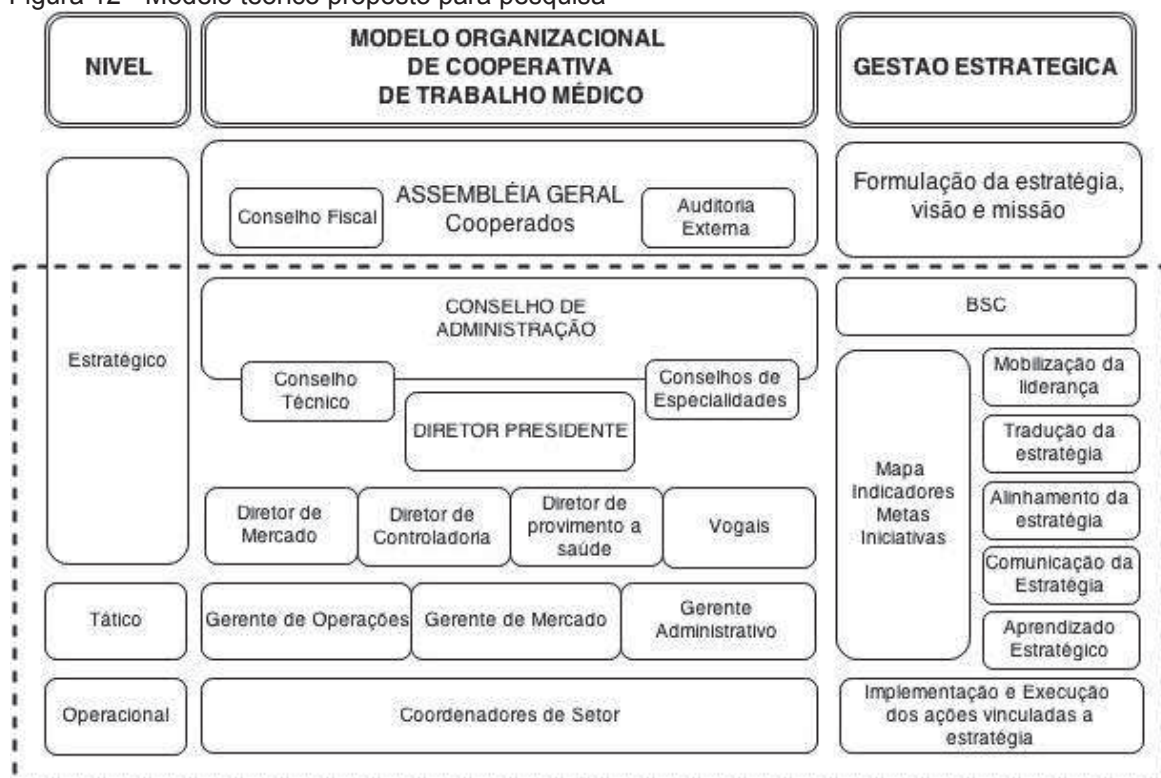 Figura 12 - Modelo teórico proposto para pesquisa
NIVEL
MODELO ORGANIZACIONAL
DE COOPERATIVA
DE TRABALHO MÉDICO
GESTAO ESTRATEGICA
ASSEMBLÉIA GERAL
Cooperados
Conselho Fiscal
Auditoria
Externa
Formulação da estratégia,
visão e missão
Estratégico
CONSELHO DE
ADMINISTRAÇÃO
Conselho
Técnico
Conselhos de
Especialidades
DIRETOR PRESIDENTE
Diretor de
Mercado
Diretor de
Controladoria
Diretor de
provimento a
saúde
Vogais
BSC
Mapa
Indicadores
Metas
Iniciativas
Mobilização da
liderança
Tradução da
estratégia
Alinhamento da
estratégia
Comunicação da
Estratégia
Aprendizado
Estratégico
Tático
Gerente de Operações
Gerente de Mercado
Gerente
Administrativo
Operacional
Coordenadores de Setor
Implementação e Execução
dos ações vinculadas a
estratégia